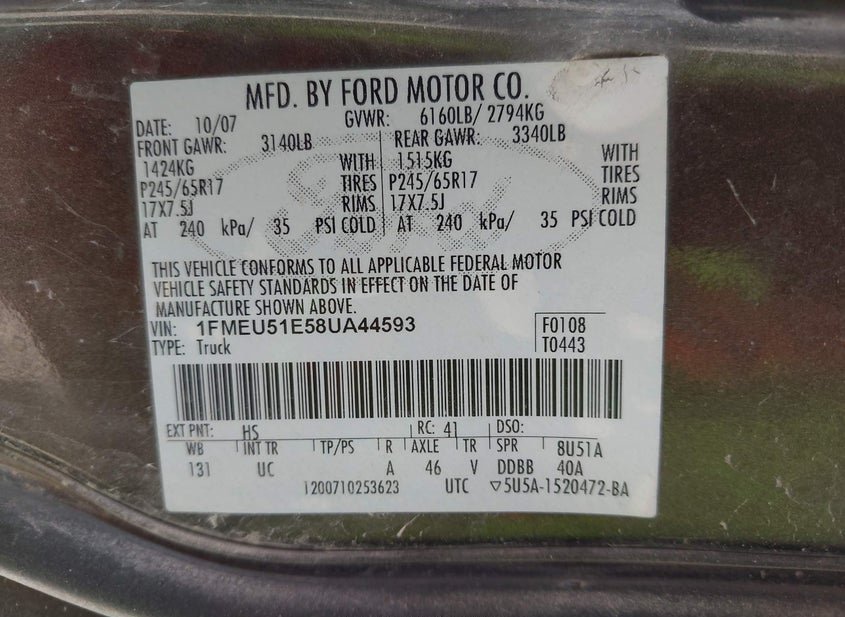 MFD. BY FORD MOTOR CO.
DATE: 10/07 GVWR: 6160LB/ 2794KG
FRONT GAWR: 3140LB REAR GAWR: 3340LB
1424KG WITH 1515KG WITH
P245/65R17 TIRES P245/65R17 TIRES
17X7.5J RIMS 17X7.5J RIMS
AT 240 kPa/ 35 PSI COLD AT 240 kPa/ 35 PSI COLD
THIS VEHICLE CONFORMS TO ALL APPLICABLE FEDERAL MOTOR
VEHICLE SAFETY STANDARDS IN EFFECT ON THE DATE OF
MANUFACTURE SHOWN ABOVE.
VIN: 1FMEU51E58UA44593 F0108
TYPE: Truck T0443
EXT PNT: HS RC: 41 DSO:
WB INT TR TP/PS R AXLE TR SPR 8U51A
131 UC A 46 V DDBB 40A
1200710253623 UTC ▽5U5A-1520472-BA